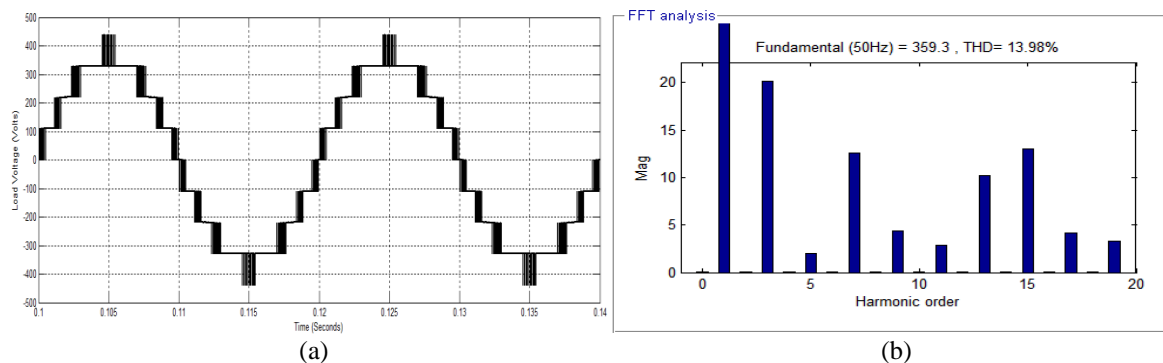 500
400
300
200
100
0
-100
-200
-300
-400
-500
Load Voltage (Volts)
0.1 0.105 0.11 0.115 0.12 0.125 0.13 0.135 0.14
Time (Seconds)
(a)
FFT analysis
Fundamental (50Hz) = 359.3 , THD= 13.98%
20
15
10
5
0
Mag
0 5 10 15 20
Harmonic order
(b)